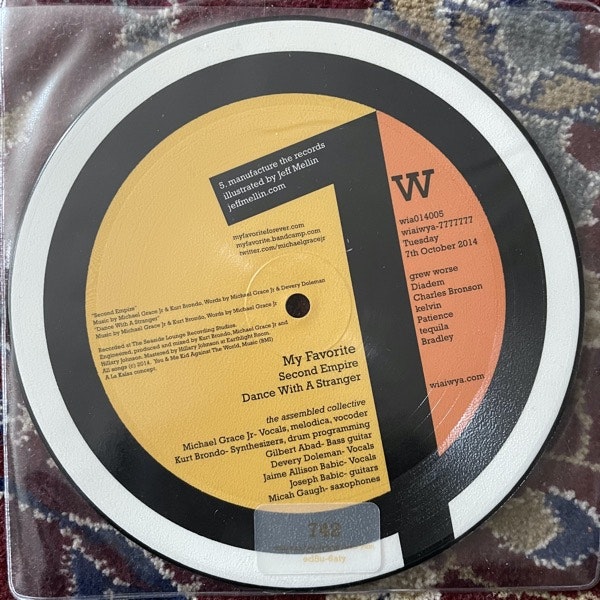 5. manufacture the records
illustrated by Jeff Mellin
jeffmellin.com
w
wia014005
wiaiwya-7777777
Tuesday
7th October 2014
grew worse
Diadem
Charles Bronson
kelvin
Patience
tequila
Bradley
wiaiwya.com
myfavoriteforever.com
myfavorite.bandcamp.com
twitter.com/michaelgracejr
"Second Empire"
Music by Michael Grace Jr & Kurt Brondo, Words by Michael Grace Jr & Devery Doleman
"Dance With A Stranger"
Music by Michael Grace Jr & Kurt Brondo, Words by Michael Grace Jr
Recorded at The Seaside Lounge Recording Studios.
Engineered, produced and mixed by Kurt Brondo, Michael Grace Jr and
Hillary Johnson. Mastered by Hillary Johnson at Earthlight Room.
All songs (c) 2014. You & Me Kid Against The World, Music (BMI)
A La Kaisa concept.
My Favorite
Second Empire
Dance With A Stranger
the assembled collective
Michael Grace Jr- Vocals, melodica, vocoder
Kurt Brondo- Synthesizers, drum programming
Gilbert Abad- Bass guitar
Devery Doleman- Vocals
Jaime Allison Babic- Vocals
Joseph Babic- guitars
Micah Gaugh- saxophones
742